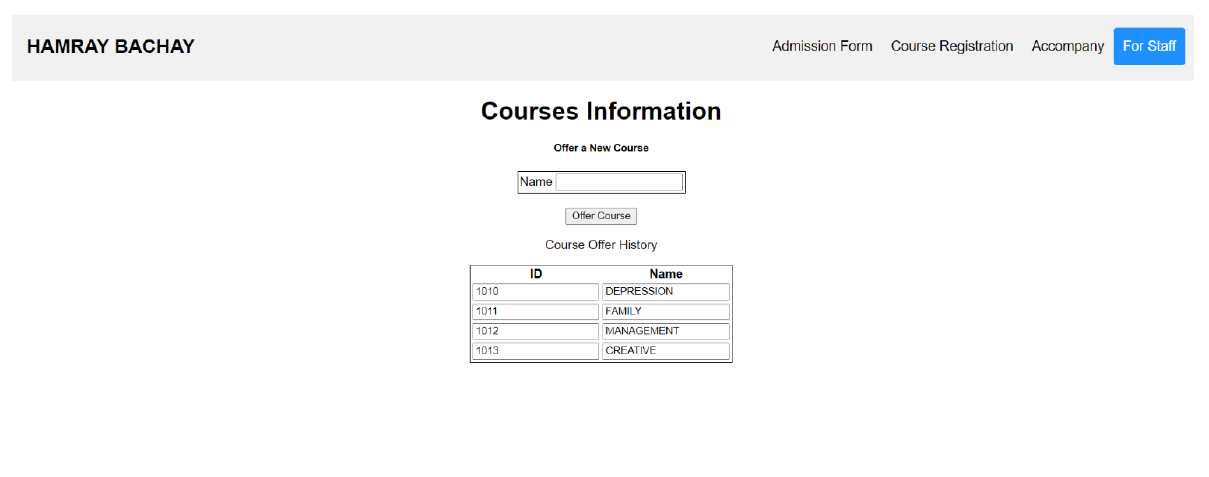 HAMRAY BACHAY Admission Form Course Registration Accompany For Staff
Courses Information
Offer a New Course
Name
Offer Course
Course Offer History
ID Name
1010 DEPRESSION
1011 FAMILY
1012 MANAGEMENT
1013 CREATIVE